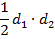 1/2 d₁ · d₂